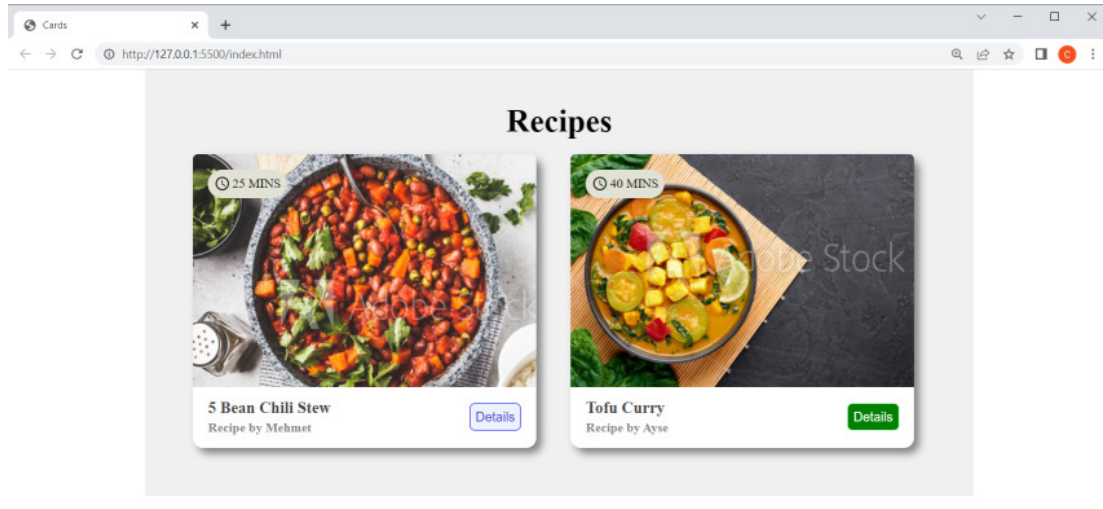 Cards
http://127.0.0.1:5500/index.html
C
Recipes
25 MINS
40 MINS
Adobe Stock
Adobe Stock
5 Bean Chili Stew
Recipe by Mehmet
Details
Tofu Curry
Recipe by Ayse
Details